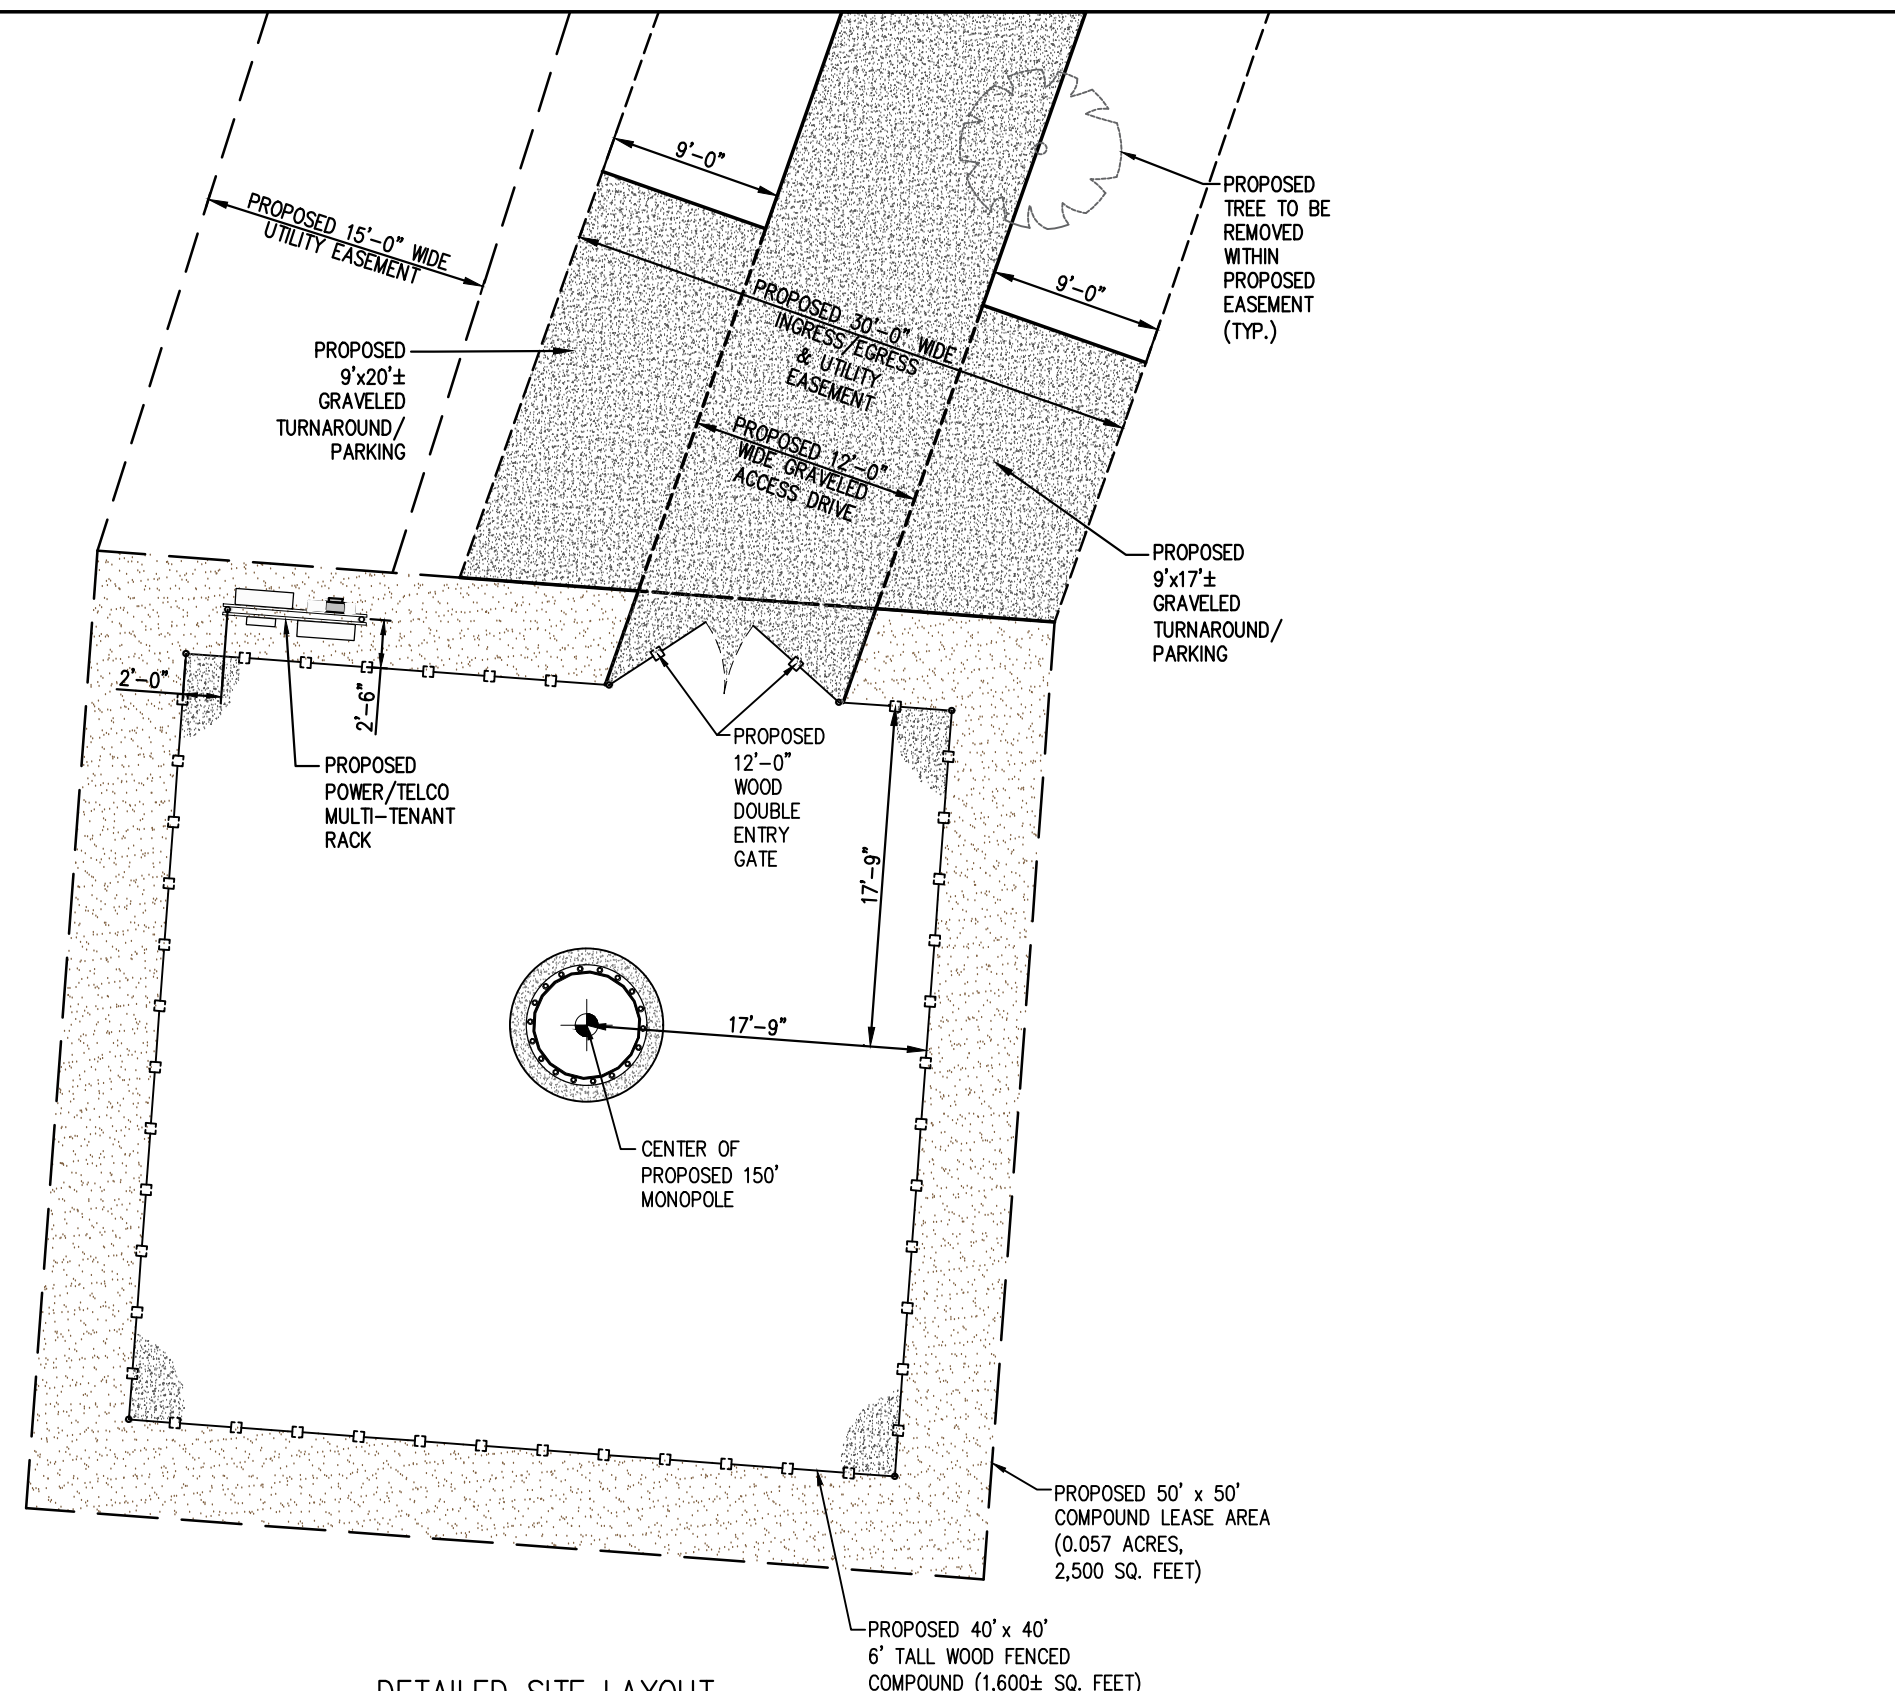 9'-0"
PROPOSED 15'-0" WIDE
UTILITY EASEMENT
PROPOSED
TREE TO BE
REMOVED
WITHIN
PROPOSED
EASEMENT
(TYP.)
9'-0"
PROPOSED 30'-0" WIDE
INGRESS/EGRESS
& UTILITY
EASEMENT
PROPOSED
9'x20'±
GRAVELED
TURNAROUND/
PARKING
PROPOSED 12'-0"
WIDE GRAVELED
ACCESS DRIVE
PROPOSED
9'x17'±
GRAVELED
TURNAROUND/
PARKING
2'-0"
2'-6"
PROPOSED
POWER/TELCO
MULTI-TENANT
RACK
PROPOSED
12'-0"
WOOD
DOUBLE
ENTRY
GATE
17'-9"
17'-9"
CENTER OF
PROPOSED 150'
MONOPOLE
PROPOSED 50' x 50'
COMPOUND LEASE AREA
(0.057 ACRES,
2,500 SQ. FEET)
PROPOSED 40' x 40'
6' TALL WOOD FENCED
COMPOUND (1,600± SQ. FEET)
DETAILED SITE LAYOUT